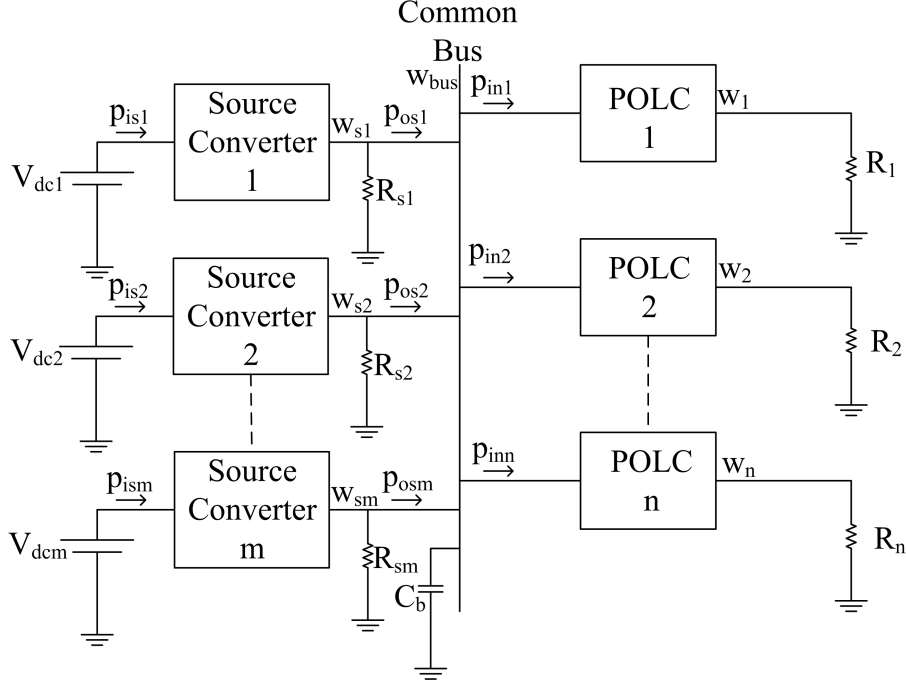 Common
Bus
w_bus
p_is1
Source
Converter
1
w_s1
p_os1
p_in1
POLC
1
w_1
V_dc1
R_s1
R_1
p_is2
Source
Converter
2
w_s2
p_os2
p_in2
POLC
2
w_2
V_dc2
R_s2
R_2
p_ism
Source
Converter
m
w_sm
p_osm
p_inn
POLC
n
w_n
V_dcm
R_sm
R_n
C_b